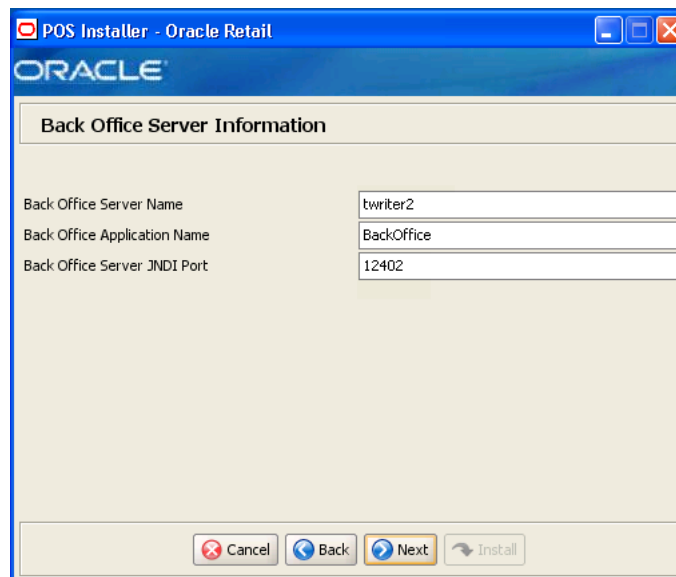 POS Installer - Oracle Retail
ORACLE
Back Office Server Information
Back Office Server Name twriter2
Back Office Application Name BackOffice
Back Office Server JNDI Port 12402
Cancel Back Next Install